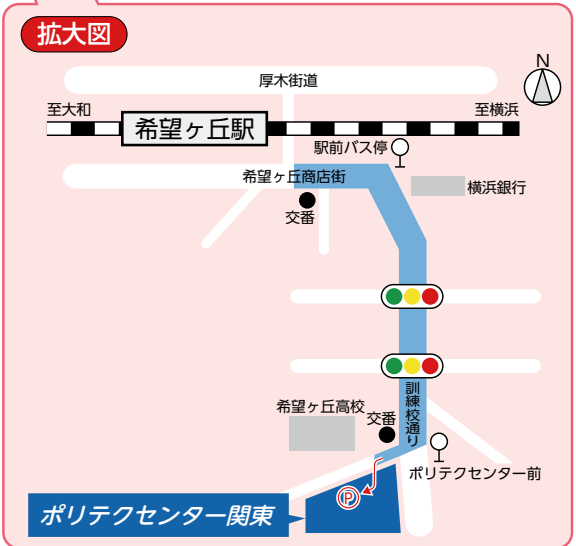 拡大図
N
厚木街道
至大和
至横浜
希望ヶ丘駅
駅前バス停
希望ヶ丘商店街
横浜銀行
交番
訓練校通り
希望ヶ丘高校
交番
ポリテクセンター前
P
ポリテクセンター関東